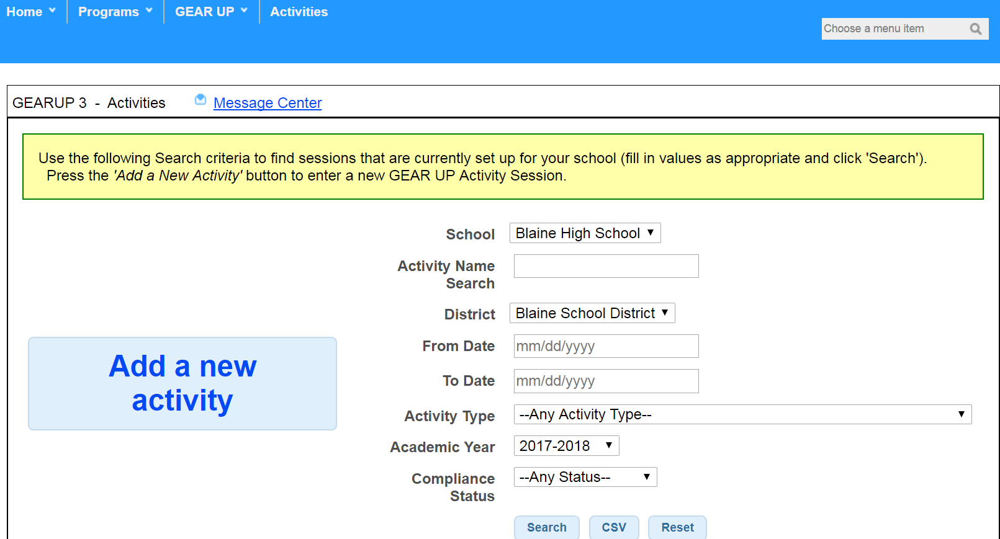 Home Programs GEAR UP Activities
Choose a menu item
GEARUP 3 - Activities Message Center
Use the following Search criteria to find sessions that are currently set up for your school (fill in values as appropriate and click 'Search').
Press the 'Add a New Activity' button to enter a new GEAR UP Activity Session.
Add a new
activity
School Blaine High School
Activity Name
Search
District Blaine School District
From Date mm/dd/yyyy
To Date mm/dd/yyyy
Activity Type --Any Activity Type--
Academic Year 2017-2018
Compliance
Status --Any Status--
Search CSV Reset